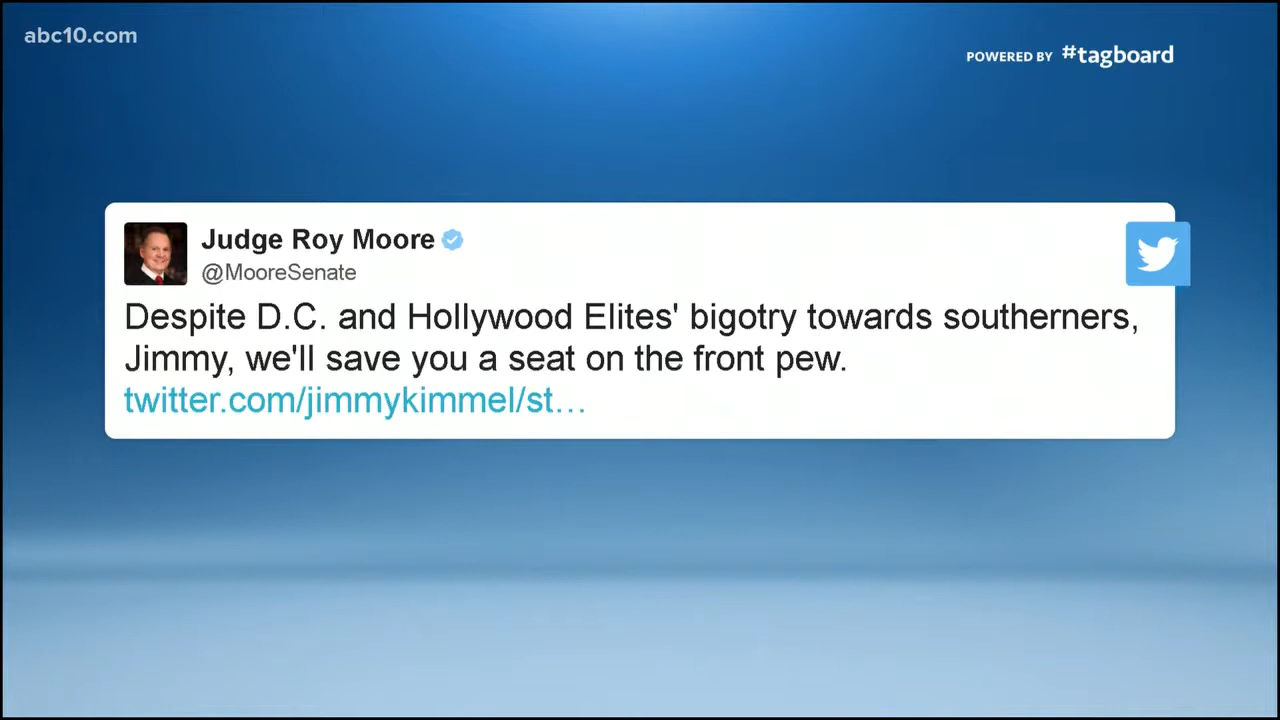 abc10.com
POWERED BY #tagboard
Judge Roy Moore
@MooreSenate
Despite D.C. and Hollywood Elites' bigotry towards southerners,
Jimmy, we'll save you a seat on the front pew.
twitter.com/jimmykimmel/st…